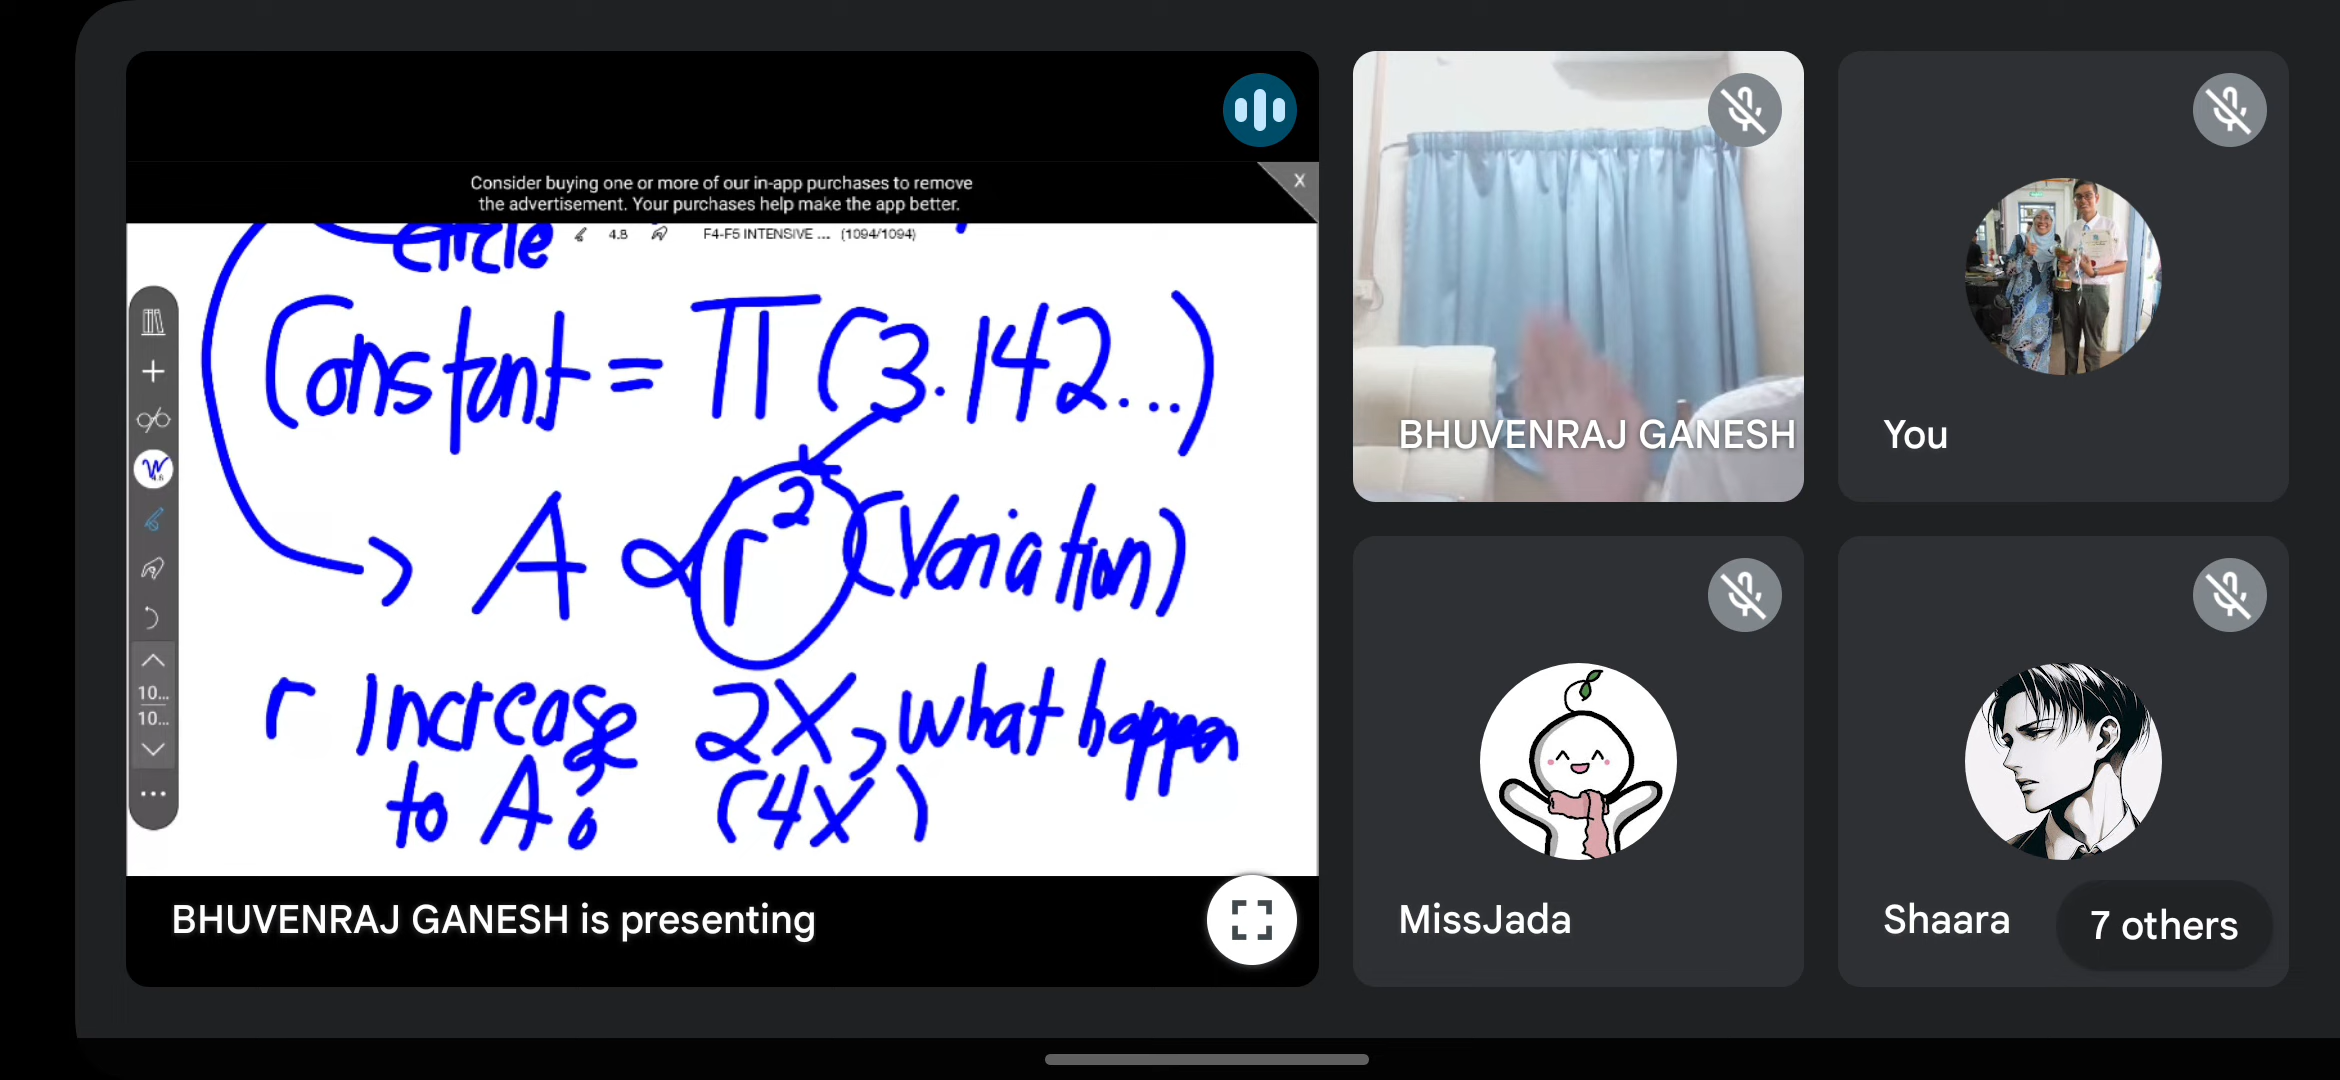 Consider buying one or more of our in-app purchases to remove
the advertisement. Your purchases help make the app better.
X
circle
4.8 F4-F5 INTENSIVE ... (1094/1094)
Constant = π (3.142...)
A ∝ r² (Variation)
r increase 2X, what happen
to A? (4X)
10...
10...
BHUVENRAJ GANESH is presenting
BHUVENRAJ GANESH
You
MissJada
Shaara
7 others